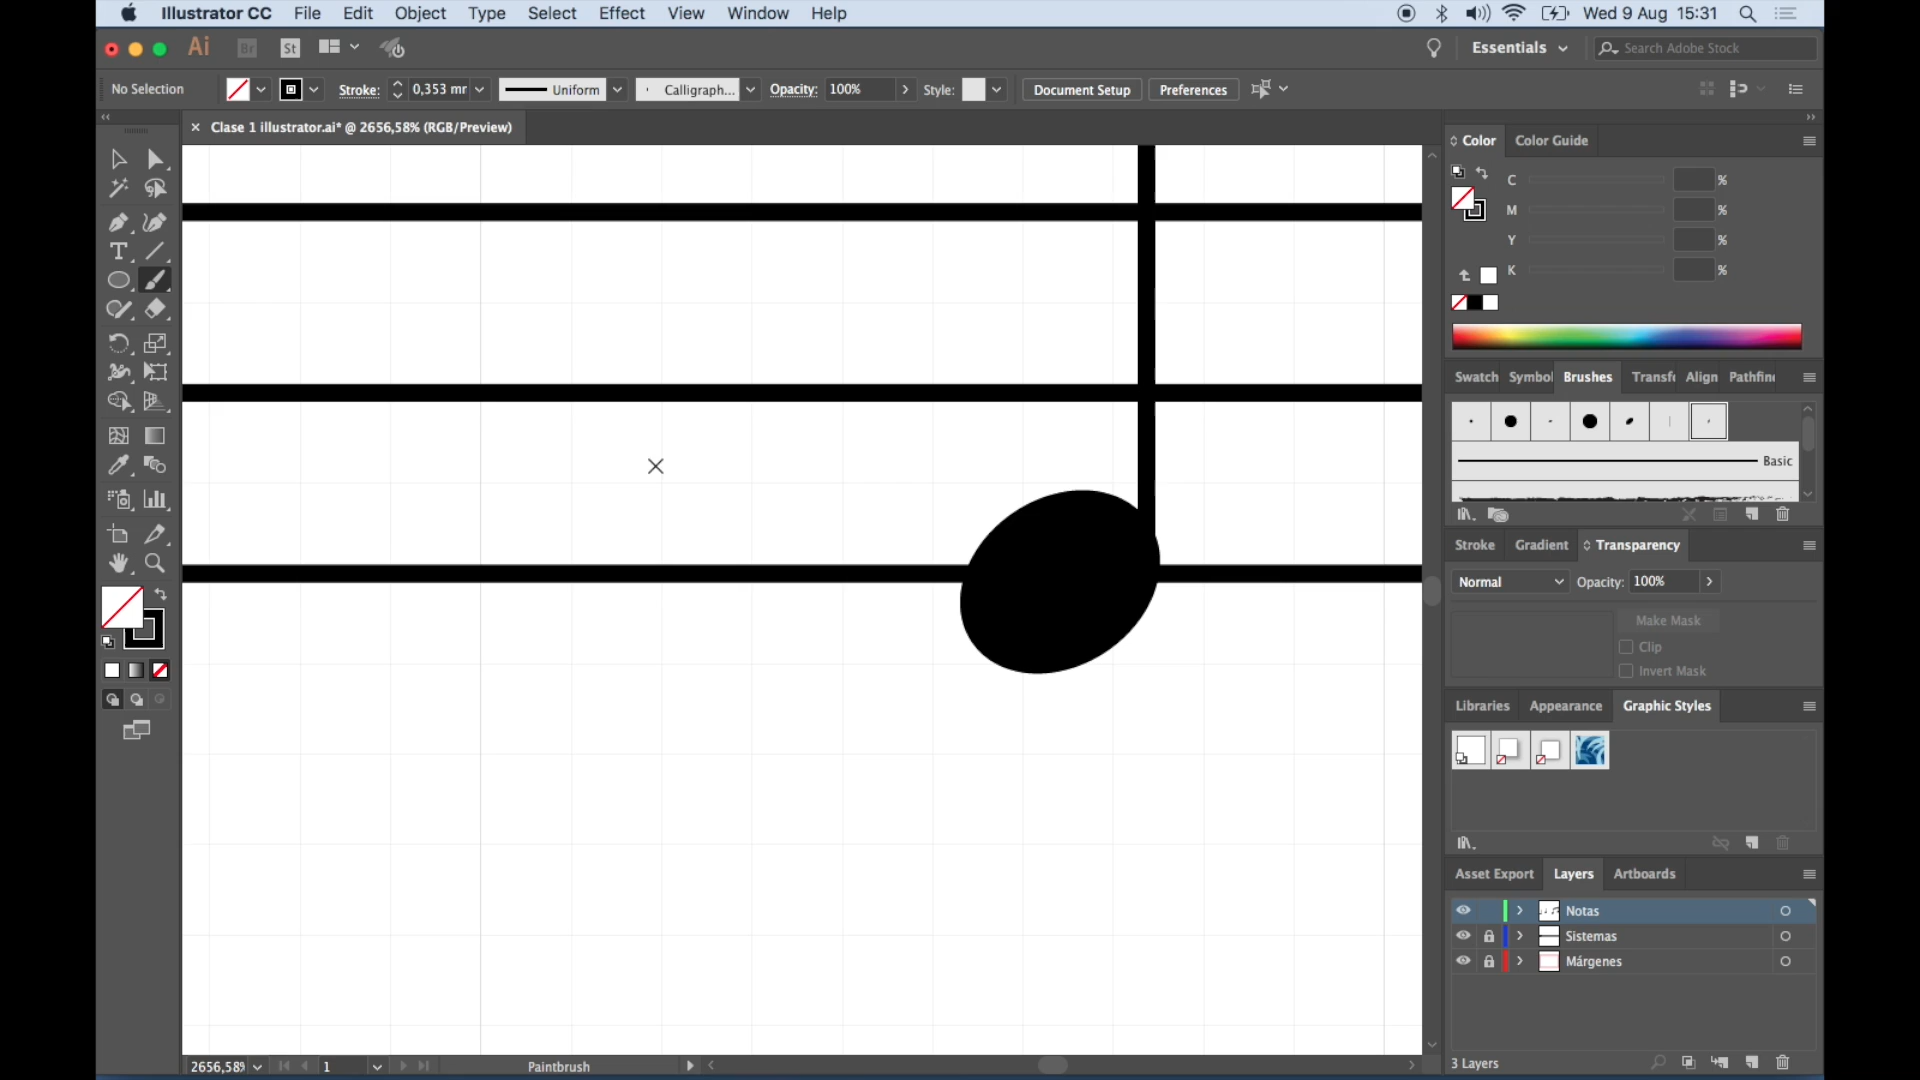 Illustrator CC File Edit Object Type Select Effect View Window Help Wed 9 Aug 15:31
Ai Br St Essentials Search Adobe Stock
No Selection Stroke: 0,353 mr Uniform Calligraph... Opacity: 100% Style: Document Setup Preferences
× Clase 1 illustrator.ai* @ 2656,58% (RGB/Preview)
Color Color Guide
C %
M %
Y %
K %
Swatch Symbol Brushes Transfo Align Pathfin
Basic
Stroke Gradient Transparency
Normal Opacity: 100%
Make Mask
Clip
Invert Mask
Libraries Appearance Graphic Styles
Asset Export Layers Artboards
Notas
Sistemas
Márgenes
3 Layers
2656,58% 1 Paintbrush